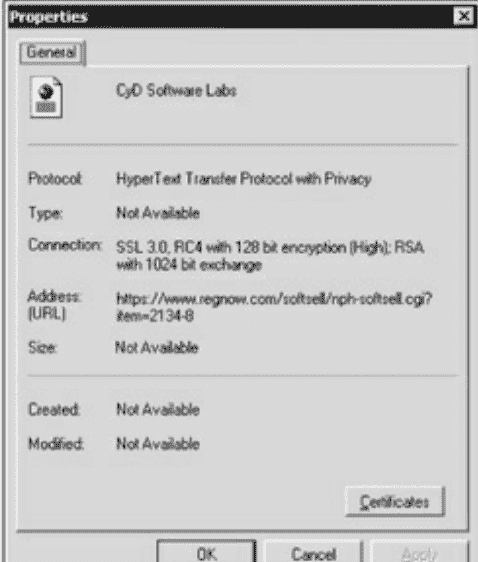 Properties
General
CyD Software Labs
Protocol: HyperText Transfer Protocol with Privacy
Type: Not Available
Connection: SSL 3.0, RC4 with 128 bit encryption (High); RSA
with 1024 bit exchange
Address: https://www.regnow.com/softsell/nph-softsell.cgi?
(URL) item=2134-8
Size: Not Available
Created: Not Available
Modified: Not Available
Certificates
OK Cancel Apply